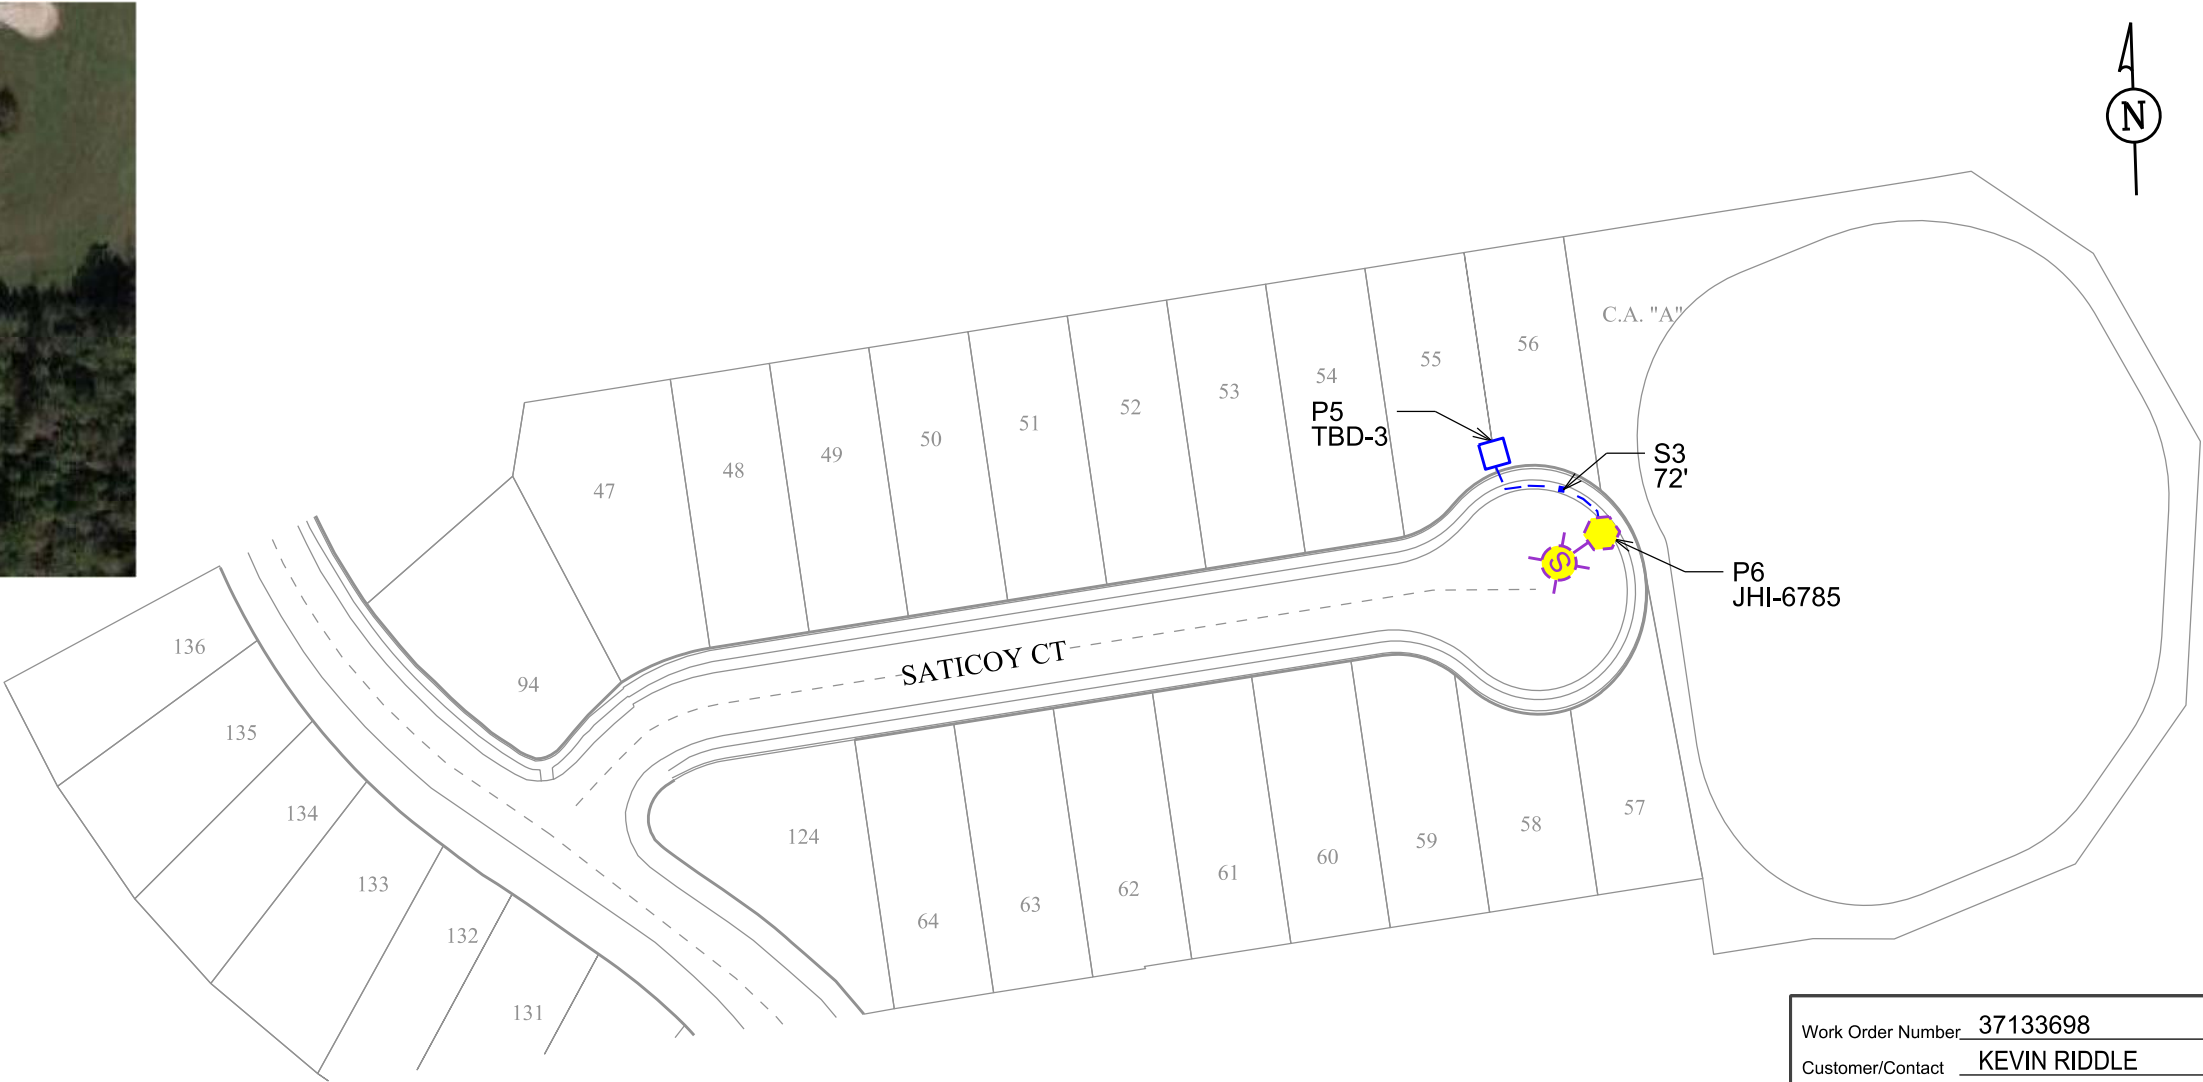 N
C.A. "A"
56
55
54
53
52
51
50
49
48
47
P5
TBD-3
S3
72'
S
P6
JHI-6785
SATICOY CT
94
136
135
134
133
132
131
124
64
63
62
61
60
59
58
57
Work Order Number 37133698
Customer/Contact KEVIN RIDDLE